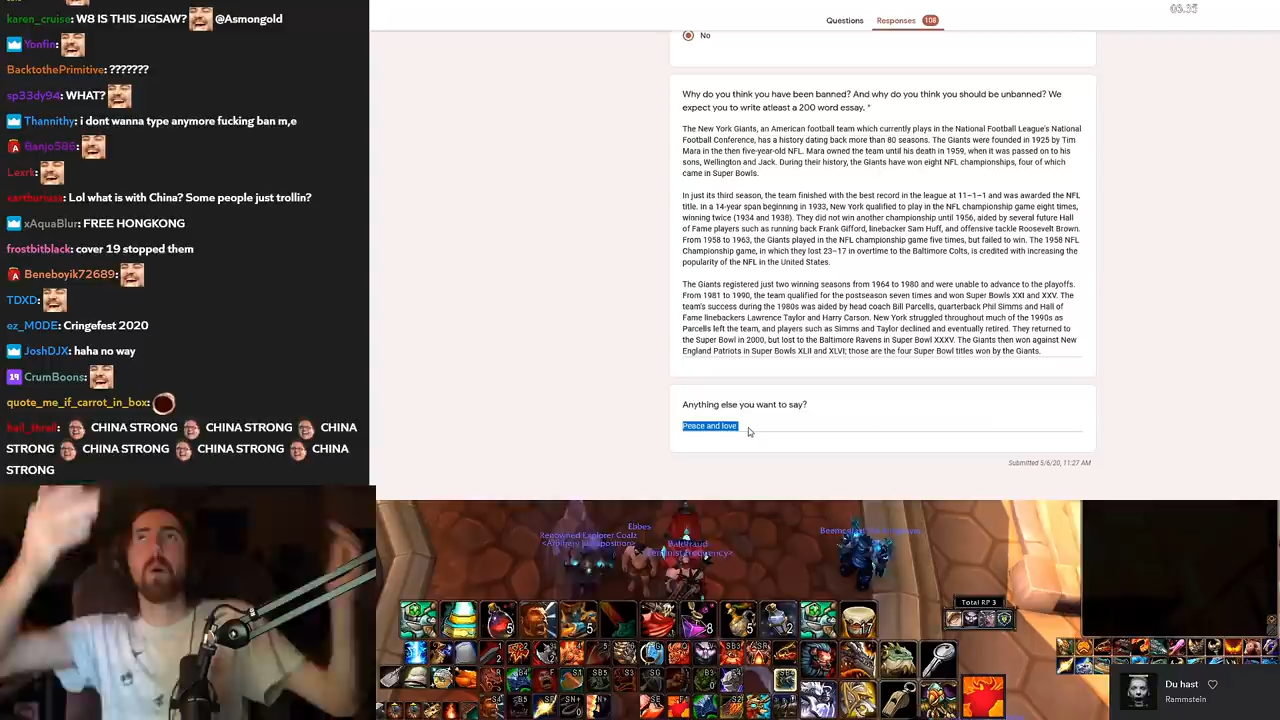 karen_cruise: W8 IS THIS JIGSAW? @Asmongold
Yonfin:
BacktothePrimitive: ???????
sp33dy94: WHAT?
Thannithy: i dont wanna type anymore fucking ban m,e
Banjo586:
Lexrk:
Lol what is with China? Some people just trollin?
xAquaBlur: FREE HONGKONG
frostbitblack: cover 19 stopped them
Beneboyik72689:
TDXD:
ez_M0DE: Cringefest 2020
JoshDJX: haha no way
19 CrumBoons:
quote_me_if_carrot_in_box:
hail_thrall: CHINA STRONG CHINA STRONG CHINA
STRONG CHINA STRONG CHINA STRONG CHINA
STRONG
Questions Responses 108
No
Why do you think you have been banned? And why do you think you should be unbanned? We
expect you to write atleast a 200 word essay. *
The New York Giants, an American football team which currently plays in the National Football League's National
Football Conference, has a history dating back more than 80 seasons. The Giants were founded in 1925 by Tim
Mara in the then five-year-old NFL. Mara owned the team until his death in 1959, when it was passed on to his
sons, Wellington and Jack. During their history, the Giants have won eight NFL championships, four of which
came in Super Bowls.
In just its third season, the team finished with the best record in the league at 11–1–1 and was awarded the NFL
title. In a 14-year span beginning in 1933, New York qualified to play in the NFL championship game eight times,
winning twice (1934 and 1938). They did not win another championship until 1956, aided by several future Hall
of Fame players such as running back Frank Gifford, linebacker Sam Huff, and offensive tackle Roosevelt Brown.
From 1958 to 1963, the Giants played in the NFL championship game five times, but failed to win. The 1958 NFL
Championship game, in which they lost 23–17 in overtime to the Baltimore Colts, is credited with increasing the
popularity of the NFL in the United States.
The Giants registered just two winning seasons from 1964 to 1980 and were unable to advance to the playoffs.
From 1981 to 1990, the team qualified for the postseason seven times and won Super Bowls XXI and XXV. The
team's success during the 1980s was aided by head coach Bill Parcells, quarterback Phil Simms and Hall of
Fame linebackers Lawrence Taylor and Harry Carson. New York struggled throughout much of the 1990s as
Parcells left the team, and players such as Simms and Taylor declined and eventually retired. They returned to
the Super Bowl in 2000, but lost to the Baltimore Ravens in Super Bowl XXXV. The Giants then won against New
England Patriots in Super Bowls XLII and XLVI; those are the four Super Bowl titles won by the Giants.
Anything else you want to say?
Peace and love
Submitted 5/6/20, 11:27 AM
Ebbes
Renowned Explorer Coalz
Total RP 3
Du hast
Rammstein